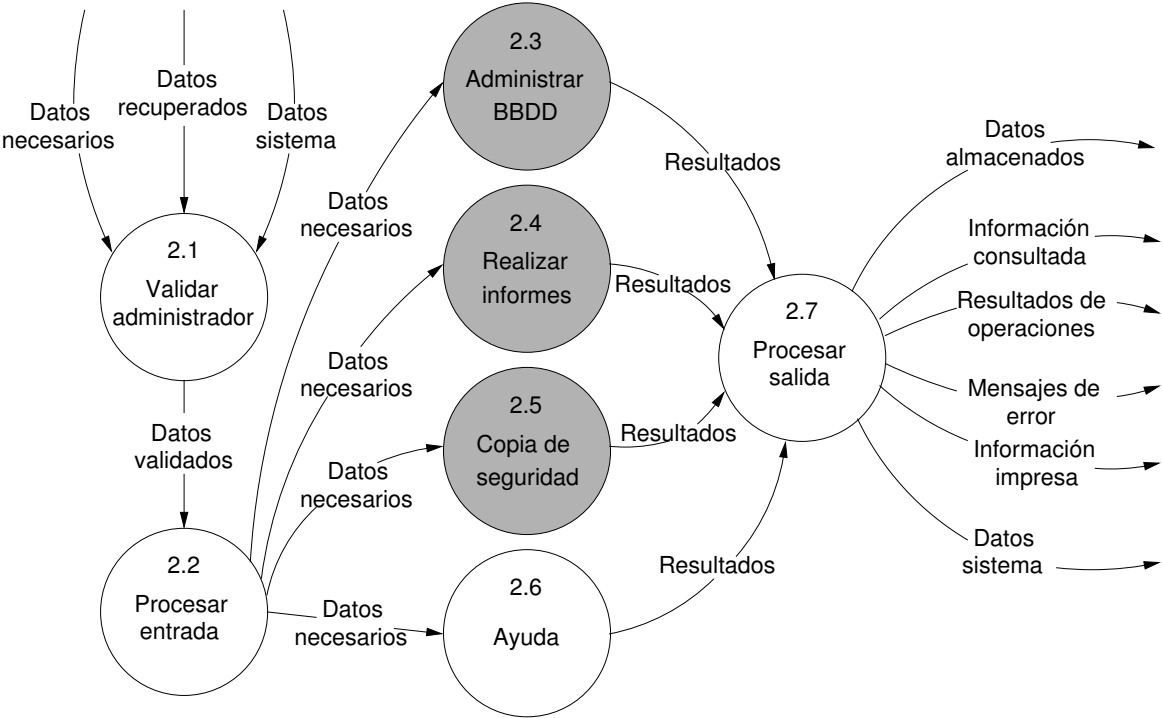 Datos
necesarios
Datos
recuperados
Datos
sistema
2.1
Validar
administrador
Datos
validados
2.2
Procesar
entrada
Datos
necesarios
Datos
necesarios
Datos
necesarios
Datos
necesarios
2.3
Administrar
BBDD
2.4
Realizar
informes
2.5
Copia de
seguridad
2.6
Ayuda
Resultados
Resultados
Resultados
Resultados
2.7
Procesar
salida
Datos
almacenados
Información
consultada
Resultados de
operaciones
Mensajes de
error
Información
impresa
Datos
sistema